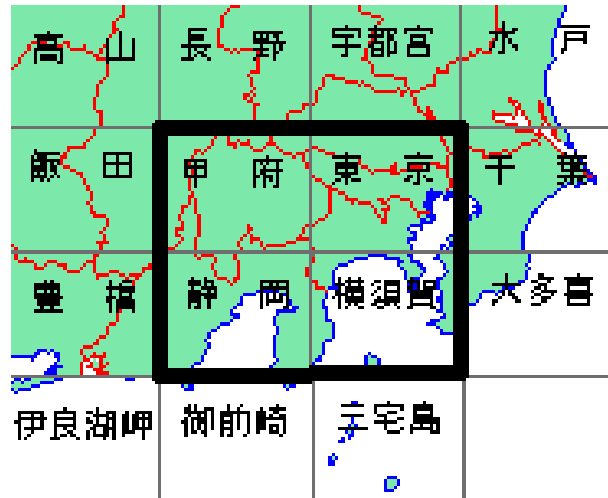 高山 長野 宇都宮 水戸
飯田 甲府 東京 千葉
豊橋 静岡 横須賀 大多喜
伊良湖岬 御前崎 三宅島